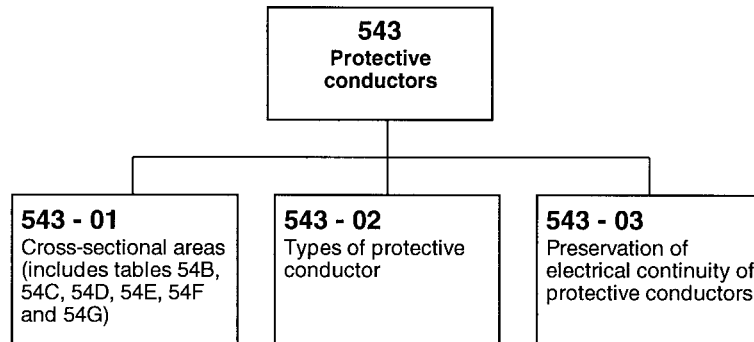 543
Protective
conductors
543 - 01
Cross-sectional areas
(includes tables 54B,
54C, 54D, 54E, 54F
and 54G)
543 - 02
Types of protective
conductor
543 - 03
Preservation of
electrical continuity of
protective conductors